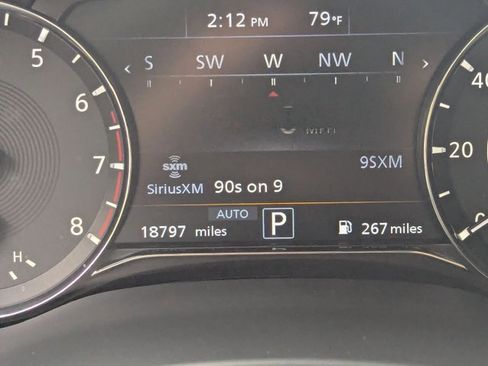 2:12 PM 79°F
5 ‹ S SW W NW N › 40
6
sxm 9SXM 20
7 SiriusXM 90s on 9
8 AUTO P
18797 miles 267 miles
H